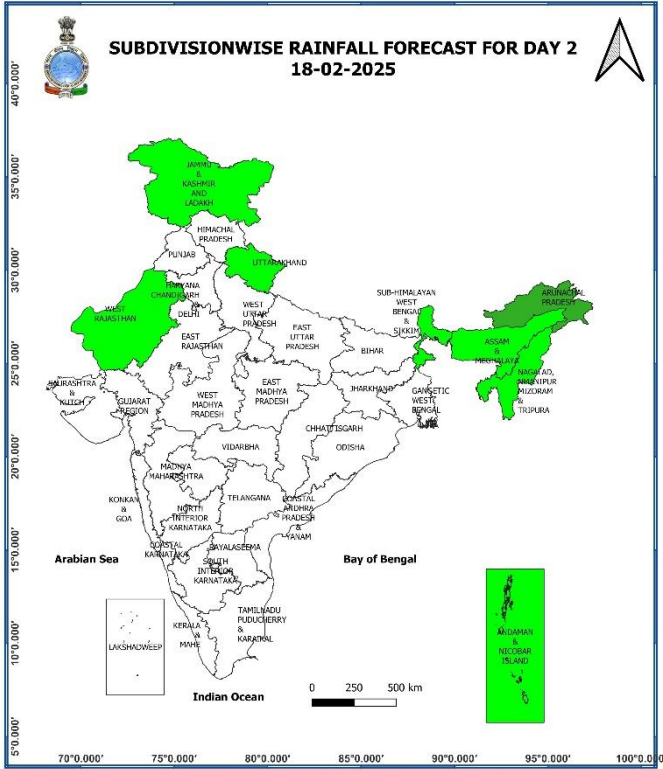 SUBDIVISIONWISE RAINFALL FORECAST FOR DAY 2
18-02-2025
40°0.000'
35°0.000'
30°0.000'
25°0.000'
20°0.000'
15°0.000'
10°0.000'
5°0.000'
JAMMU
&
KASHMIR
AND
LADAKH
HIMACHAL
PRADESH
PUNJAB
UTTARAKHAND
HARYANA
CHANDIGARH
DELHI
WEST
RAJASTHAN
EAST
RAJASTHAN
WEST
UTTAR
PRADESH
EAST
UTTAR
PRADESH
SUB-HIMALAYAN
WEST
BENGAL
&
SIKKIM
ARUNACHAL
PRADESH
ASSAM
&
MEGHALAYA
MIZORAM
&
TRIPURA
BIHAR
JHARKHAND
GANGETIC
WEST
BENGAL
SAURASHTRA
&
KUTCH
GUJARAT
REGION
WEST
MADHYA
PRADESH
EAST
MADHYA
PRADESH
CHHATTISGARH
ODISHA
VIDARBHA
MADHYA
MAHARASHTRA
KONKAN
&
GOA
TELANGANA
NORTH
INTERIOR
KARNATAKA
COASTAL
ANDHRA
PRADESH
&
YANAM
COASTAL
KARNATAKA
RAYALASEEMA
SOUTH
INTERIOR
KARNATAKA
Arabian Sea
Bay of Bengal
LAKSHADWEEP
KERALA
&
MAHE
TAMILNADU
PUDUCHERRY
&
KARAIKAL
ANDAMAN
&
NICOBAR
ISLAND
Indian Ocean
0 250 500 km
70°0.000' 75°0.000' 80°0.000' 85°0.000' 90°0.000' 95°0.000' 100°0.000'